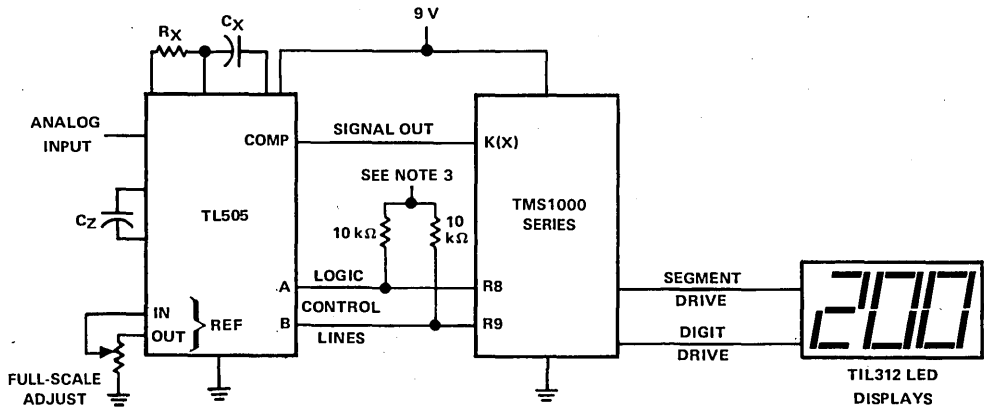 9 V
RX
CX
ANALOG
INPUT
COMP
SIGNAL OUT
K(X)
SEE NOTE 3
TMS1000
SERIES
CZ
TL505
10 kΩ
10
kΩ
A
LOGIC
R8
SEGMENT
DRIVE
200
IN
OUT
REF
CONTROL
B
LINES
R9
DIGIT
DRIVE
FULL-SCALE
ADJUST
TIL312 LED
DISPLAYS